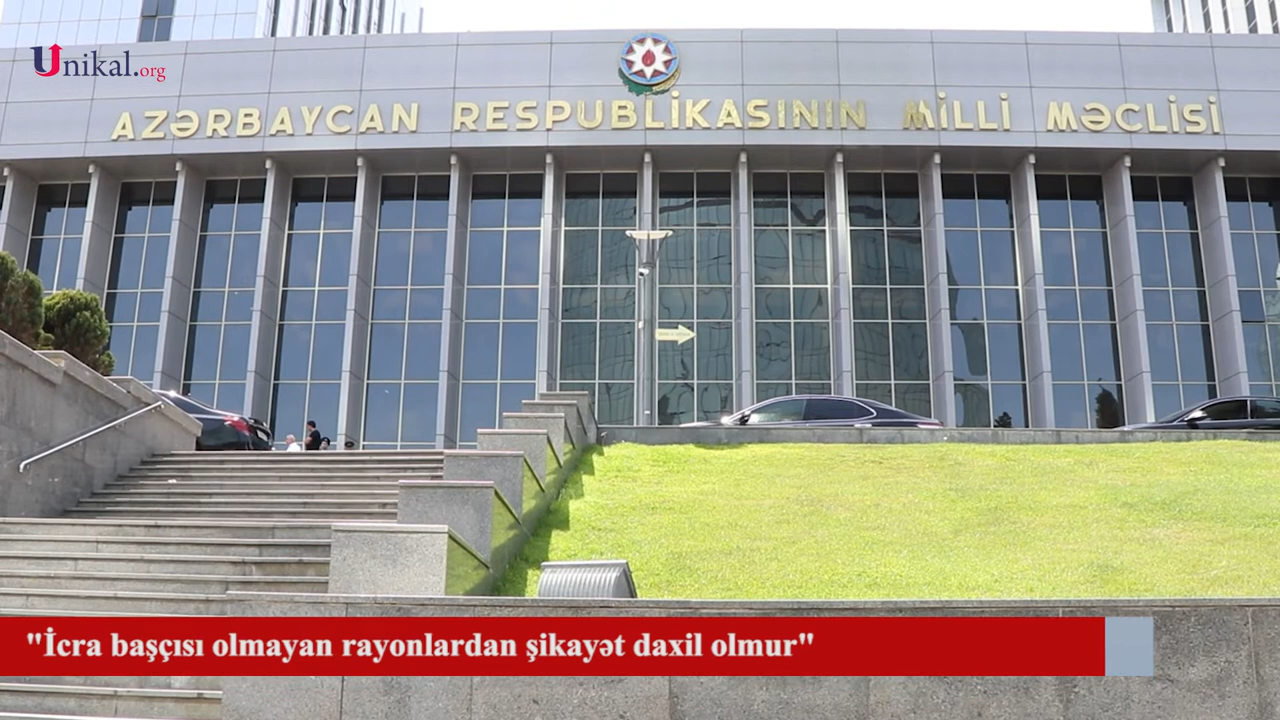 Unikal.org
AZƏRBAYCAN RESPUBLİKASININ MİLLİ MƏCLİSİ
"İcra başçısı olmayan rayonlardan şikayət daxil olmur"